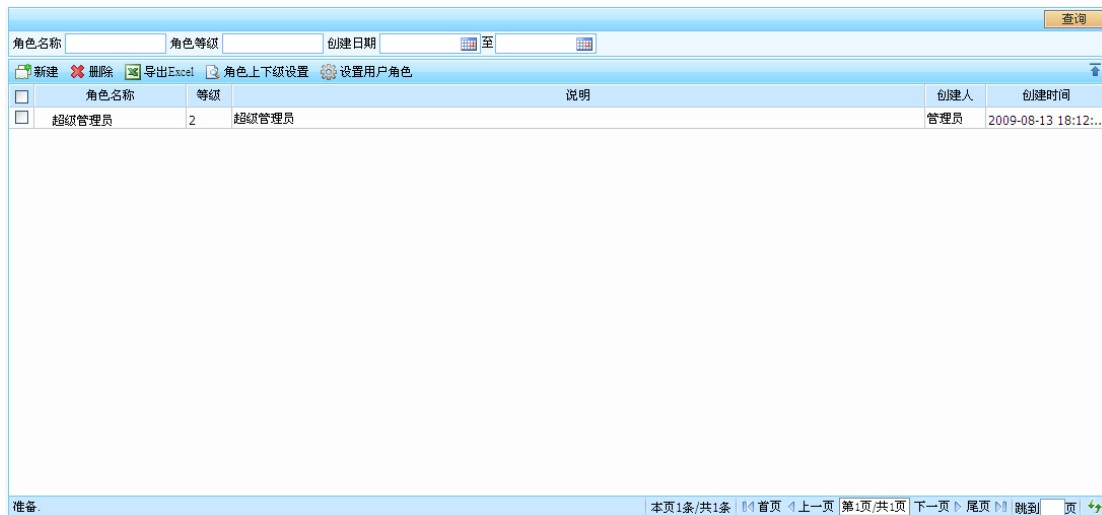 查询
角色名称 角色等级 创建日期 至
新建 删除 导出Excel 角色上下级设置 设置用户角色
角色名称 等级 说明 创建人 创建时间
超级管理员 2 超级管理员 管理员 2009-08-13 18:12:..
准备. 本页1条/共1条 首页 上一页 第1页/共1页 下一页 尾页 跳到 页